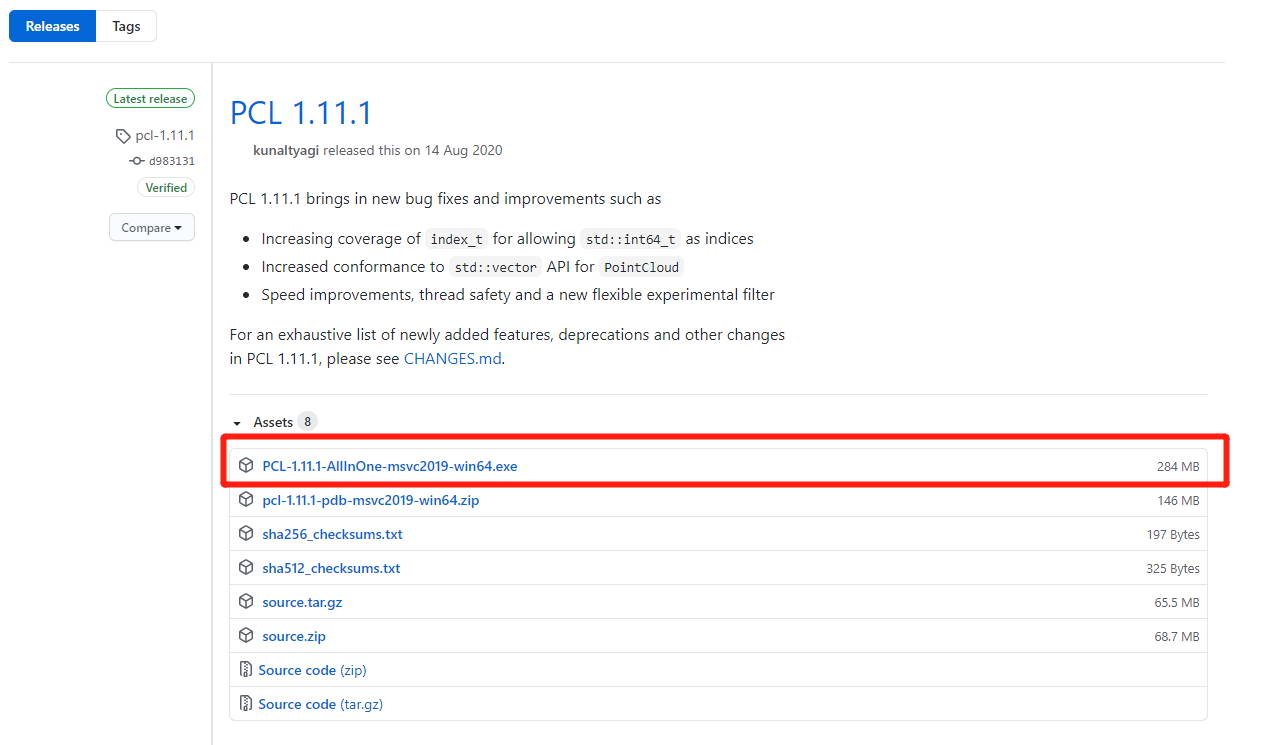 Releases Tags
Latest release
pcl-1.11.1
d983131
Verified
Compare
PCL 1.11.1
kunaltyagi released this on 14 Aug 2020
PCL 1.11.1 brings in new bug fixes and improvements such as
Increasing coverage of index_t for allowing std::int64_t as indices
Increased conformance to std::vector API for PointCloud
Speed improvements, thread safety and a new flexible experimental filter
For an exhaustive list of newly added features, deprecations and other changes
in PCL 1.11.1, please see CHANGES.md.
Assets 8
PCL-1.11.1-AllInOne-msvc2019-win64.exe 284 MB
pcl-1.11.1-pdb-msvc2019-win64.zip 146 MB
sha256_checksums.txt 197 Bytes
sha512_checksums.txt 325 Bytes
source.tar.gz 65.5 MB
source.zip 68.7 MB
Source code (zip)
Source code (tar.gz)